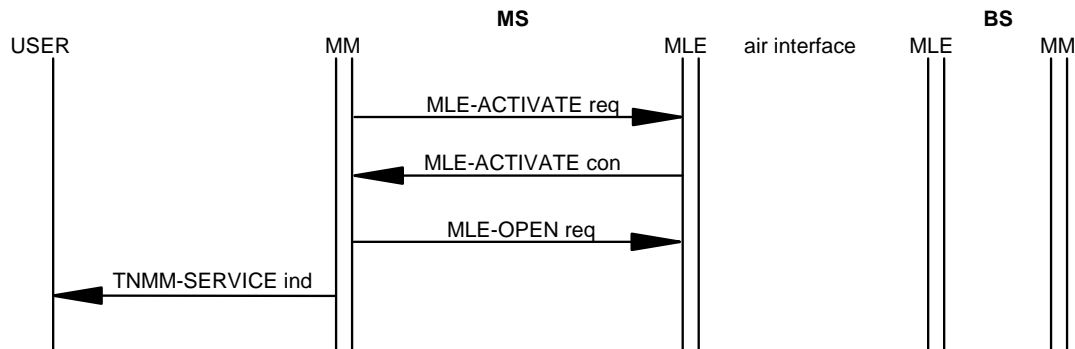 MS BS
USER MM MLE air interface MLE MM
MLE-ACTIVATE req
MLE-ACTIVATE con
MLE-OPEN req
TNMM-SERVICE ind